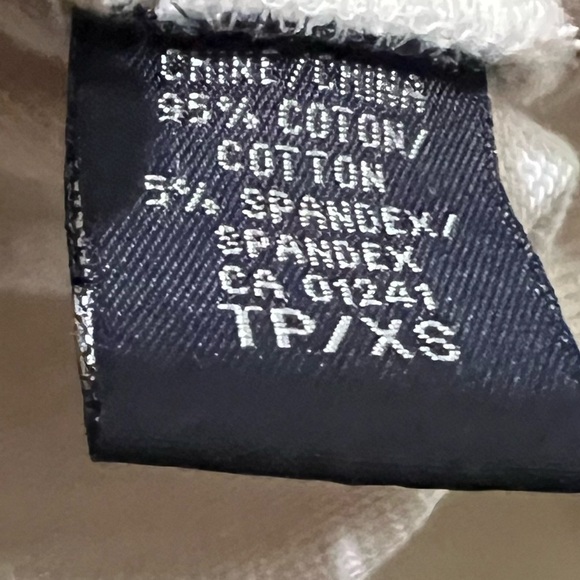 CHINE/CHINA
95% COTON/
COTTON
5% SPANDEX/
SPANDEX
CA 01241
TP/XS